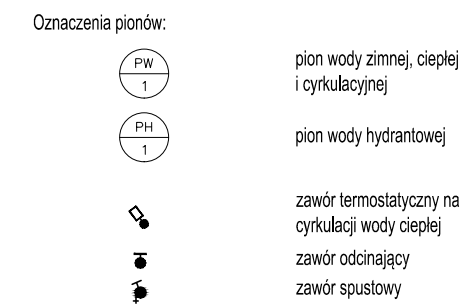 Oznaczenia pionów:
PW
1
pion wody zimnej, ciepłej
i cyrkulacyjnej
PH
1
pion wody hydrantowej
zawór termostatyczny na
cyrkulacji wody ciepłej
zawór odcinający
zawór spustowy